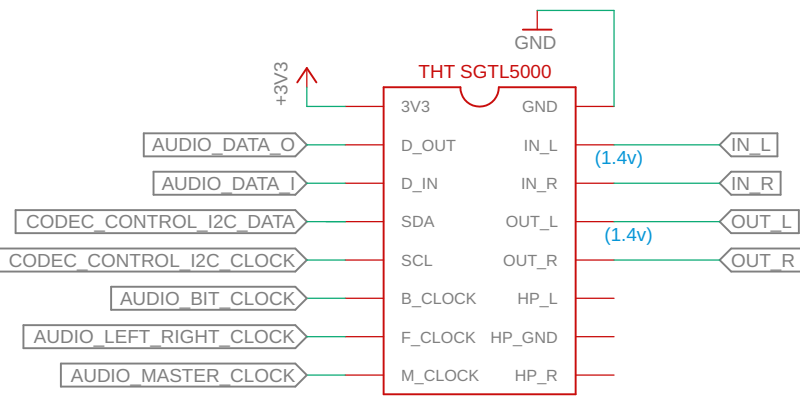 GND
THT SGTL5000
+3V3
3V3 GND
AUDIO_DATA_O D_OUT IN_L IN_L
(1.4v)
AUDIO_DATA_I D_IN IN_R IN_R
CODEC_CONTROL_I2C_DATA SDA OUT_L OUT_L
(1.4v)
CODEC_CONTROL_I2C_CLOCK SCL OUT_R OUT_R
AUDIO_BIT_CLOCK B_CLOCK HP_L
AUDIO_LEFT_RIGHT_CLOCK F_CLOCK HP_GND
AUDIO_MASTER_CLOCK M_CLOCK HP_R